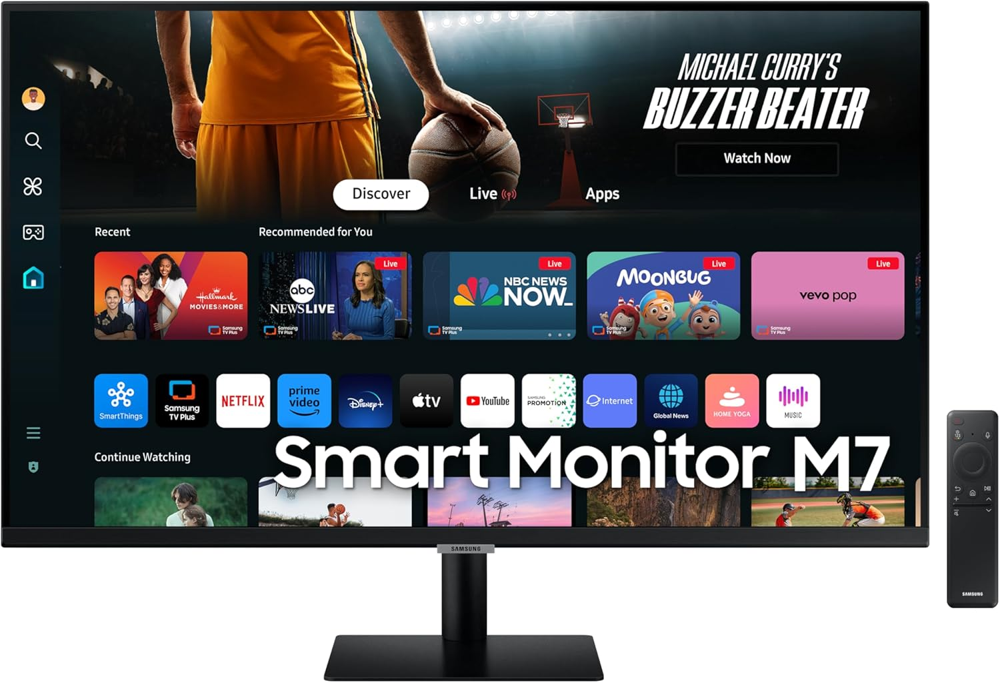 MICHAEL CURRY'S
BUZZER BEATER
Watch Now
Discover
Live
Apps
Recent
Recommended for You
Hallmark
MOVIES&MORE
Samsung
TV Plus
Live
abc
NEWSLIVE
Samsung
TV Plus
Live
NBC NEWS
NOW_
Samsung
TV Plus
Live
MOONBUG
Samsung
TV Plus
Live
vevo pop
Samsung
TV Plus
SmartThings
Samsung
TV Plus
NETFLIX
prime
video
Disney+
tv
YouTube
SAMSUNG
PROMOTION
Internet
Global News
HOME YOGA
MUSIC
Continue Watching
Smart Monitor M7
SAMSUNG
123
SAMSUNG